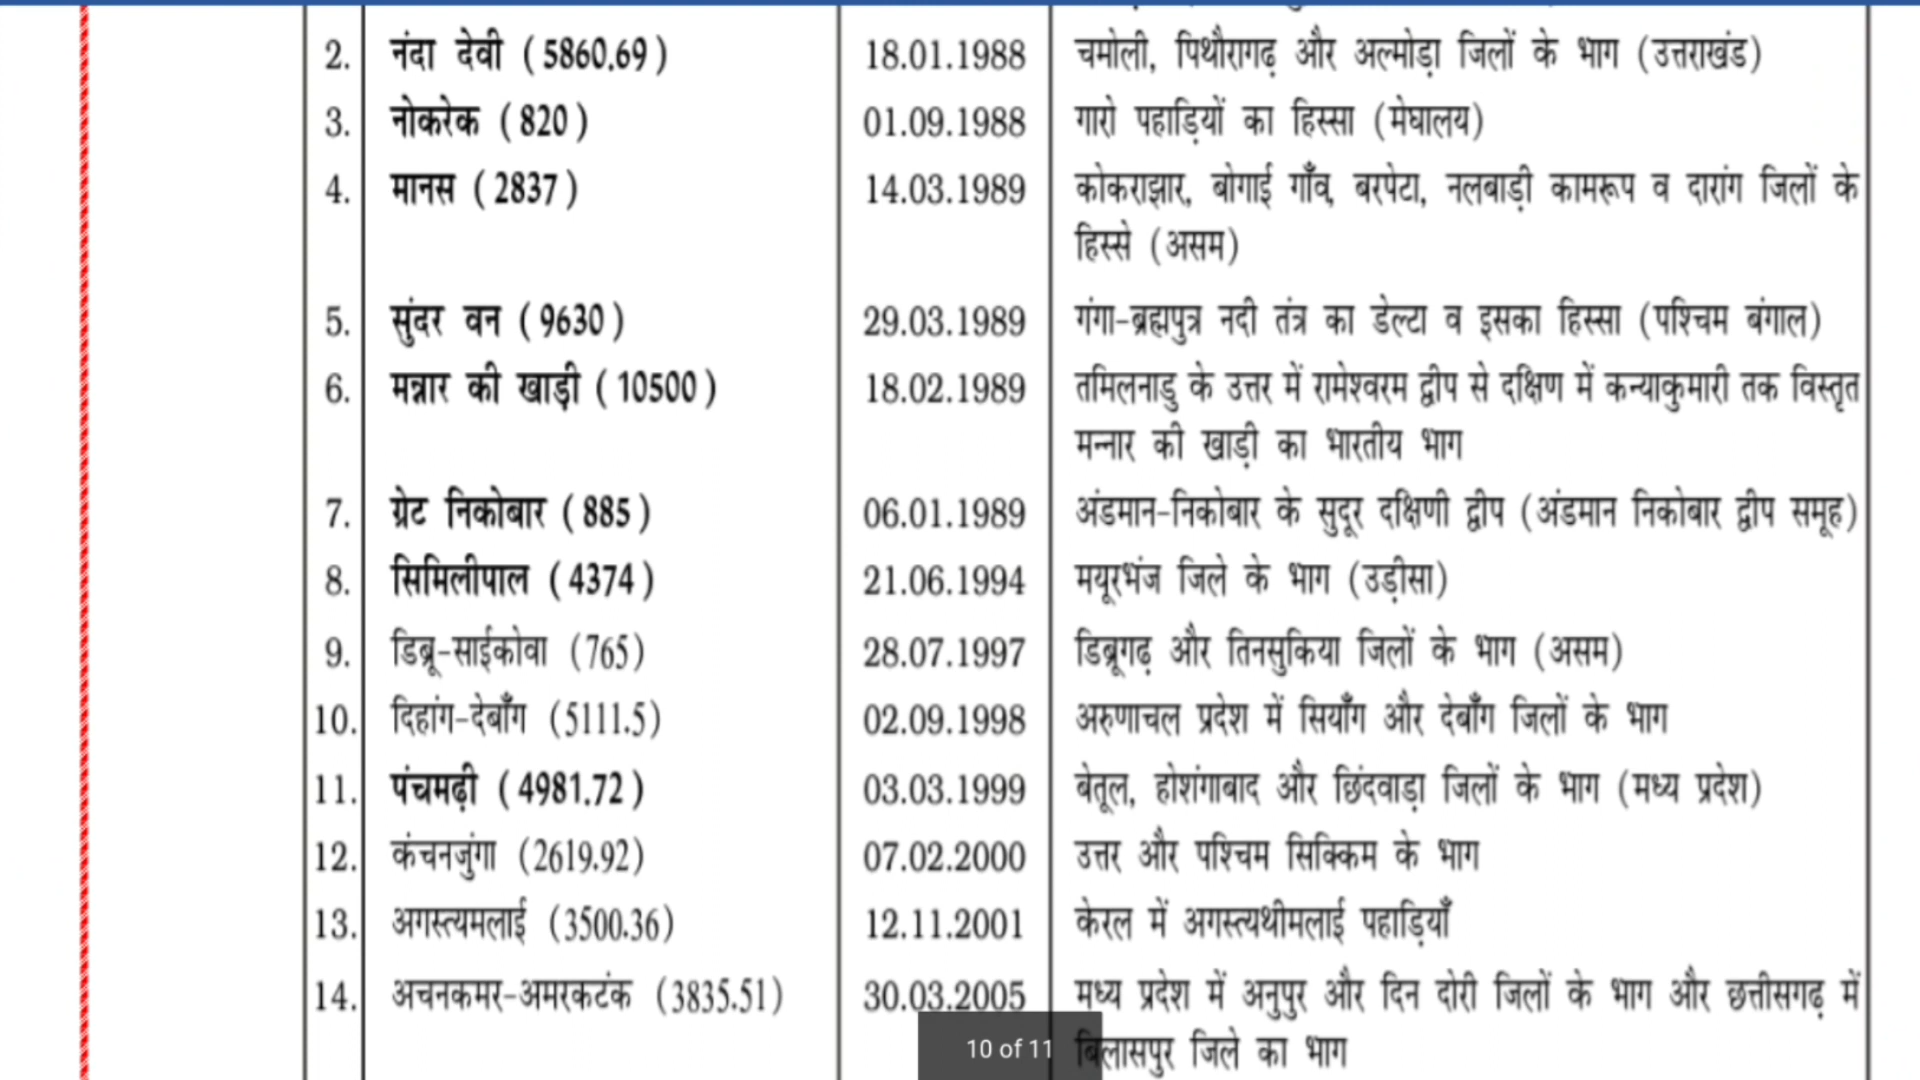 2. नंदा देवी (5860.69) 18.01.1988 चमोली, पिथौरागढ़ और अल्मोड़ा जिलों के भाग (उत्तराखंड)
3. नोकरेक (820) 01.09.1988 गारो पहाड़ियों का हिस्सा (मेघालय)
4. मानस (2837) 14.03.1989 कोकराझार, बोगाई गाँव, बरपेटा, नलबाड़ी कामरूप व दारांग जिलों के
हिस्से (असम)
5. सुंदर वन (9630) 29.03.1989 गंगा-ब्रह्मपुत्र नदी तंत्र का डेल्टा व इसका हिस्सा (पश्चिम बंगाल)
6. मन्नार की खाड़ी (10500) 18.02.1989 तमिलनाडु के उत्तर में रामेश्वरम द्वीप से दक्षिण में कन्याकुमारी तक विस्तृत
मन्नार की खाड़ी का भारतीय भाग
7. ग्रेट निकोबार (885) 06.01.1989 अंडमान-निकोबार के सुदूर दक्षिणी द्वीप (अंडमान निकोबार द्वीप समूह)
8. सिमिलीपाल (4374) 21.06.1994 मयूरभंज जिले के भाग (उड़ीसा)
9. डिब्रू-साईकोवा (765) 28.07.1997 डिब्रूगढ़ और तिनसुकिया जिलों के भाग (असम)
10. दिहांग-देबाँग (5111.5) 02.09.1998 अरुणाचल प्रदेश में सियाँग और देबाँग जिलों के भाग
11. पंचमढ़ी (4981.72) 03.03.1999 बेतूल, होशंगाबाद और छिंदवाड़ा जिलों के भाग (मध्य प्रदेश)
12. कंचनजुंगा (2619.92) 07.02.2000 उत्तर और पश्चिम सिक्किम के भाग
13. अगस्त्यमलाई (3500.36) 12.11.2001 केरल में अगस्त्यथीमलाई पहाड़ियाँ
14. अचनकमर-अमरकटंक (3835.51) 30.03.2005 मध्य प्रदेश में अनुपुर और दिन दोरी जिलों के भाग और छत्तीसगढ़ में
बिलासपुर जिले का भाग
10 of 11